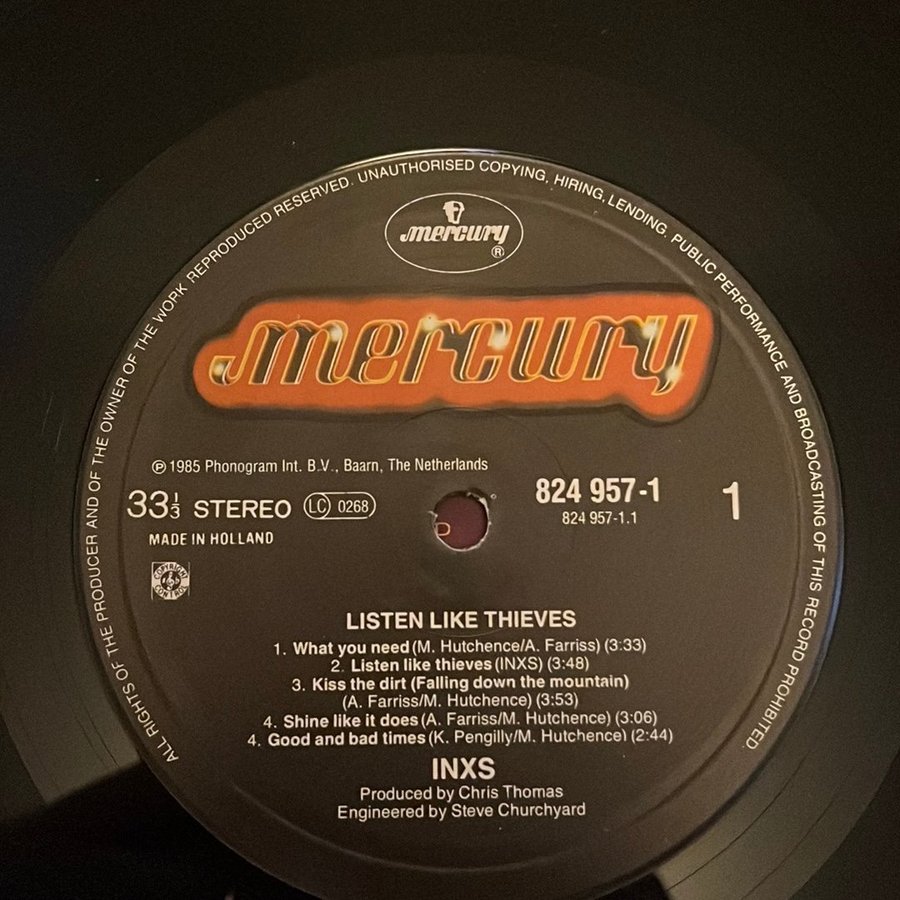 ALL RIGHTS OF THE PRODUCER AND OF THE OWNER OF THE WORK REPRODUCED RESERVED. UNAUTHORISED COPYING, HIRING, LENDING. PUBLIC PERFORMANCE AND BROADCASTING OF THIS RECORD PROHIBITED.
mercury
®
mercury
℗ 1985 Phonogram Int. B.V., Baarn, The Netherlands
33⅓ STEREO LC 0268
824 957-1
1
824 957-1.1
MADE IN HOLLAND
COPYRIGHT
CONTROL
LISTEN LIKE THIEVES
1. What you need (M. Hutchence/A. Farriss) (3:33)
2. Listen like thieves (INXS) (3:48)
3. Kiss the dirt (Falling down the mountain)
(A. Farriss/M. Hutchence) (3:53)
4. Shine like it does (A. Farriss/M. Hutchence) (3:06)
4. Good and bad times (K. Pengilly/M. Hutchence) (2:44)
INXS
Produced by Chris Thomas
Engineered by Steve Churchyard